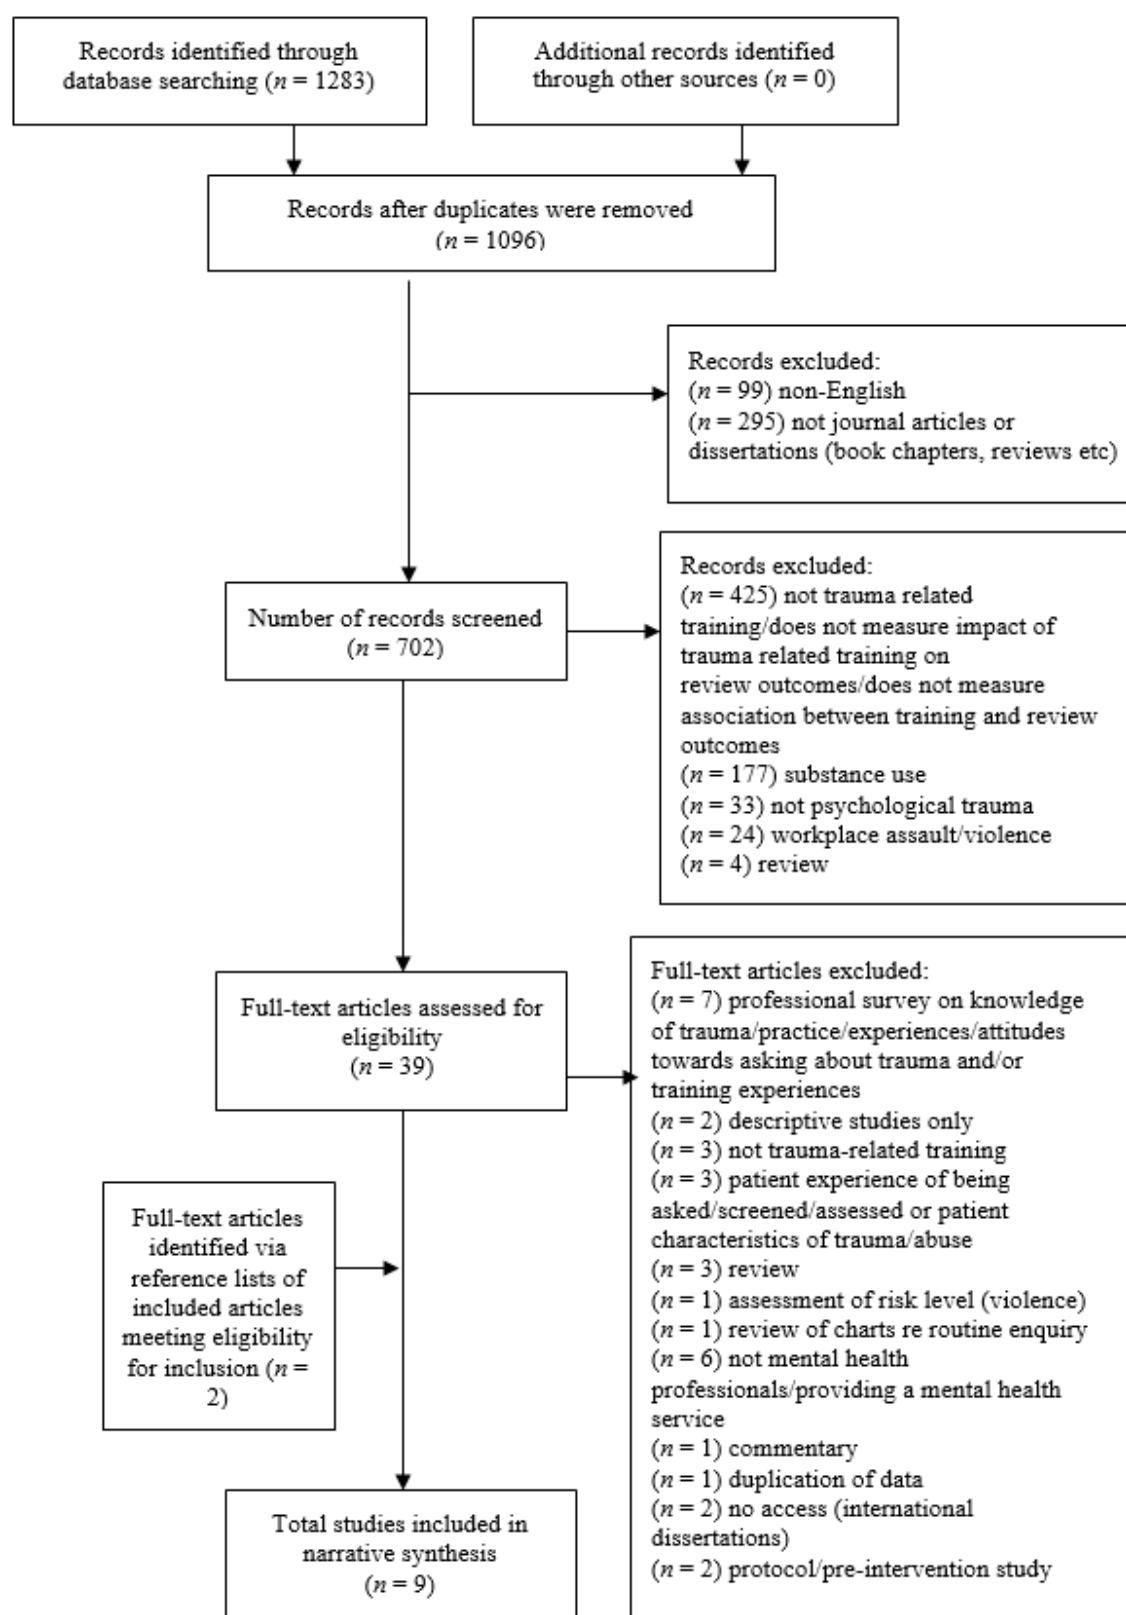 Records identified through
database searching (n = 1283)
Additional records identified
through other sources (n = 0)
Records after duplicates were removed
(n = 1096)
Records excluded:
(n = 99) non-English
(n = 295) not journal articles or
dissertations (book chapters, reviews etc)
Number of records screened
(n = 702)
Records excluded:
(n = 425) not trauma related
training/does not measure impact of
trauma related training on
review outcomes/does not measure
association between training and review
outcomes
(n = 177) substance use
(n = 33) not psychological trauma
(n = 24) workplace assault/violence
(n = 4) review
Full-text articles assessed for
eligibility
(n = 39)
Full-text articles excluded:
(n = 7) professional survey on knowledge
of trauma/practice/experiences/attitudes
towards asking about trauma and/or
training experiences
(n = 2) descriptive studies only
(n = 3) not trauma-related training
(n = 3) patient experience of being
asked/screened/assessed or patient
characteristics of trauma/abuse
(n = 3) review
(n = 1) assessment of risk level (violence)
(n = 1) review of charts re routine enquiry
(n = 6) not mental health
professionals/providing a mental health
service
(n = 1) commentary
(n = 1) duplication of data
(n = 2) no access (international
dissertations)
(n = 2) protocol/pre-intervention study
Full-text articles
identified via
reference lists of
included articles
meeting eligibility
for inclusion (n =
2)
Total studies included in
narrative synthesis
(n = 9)